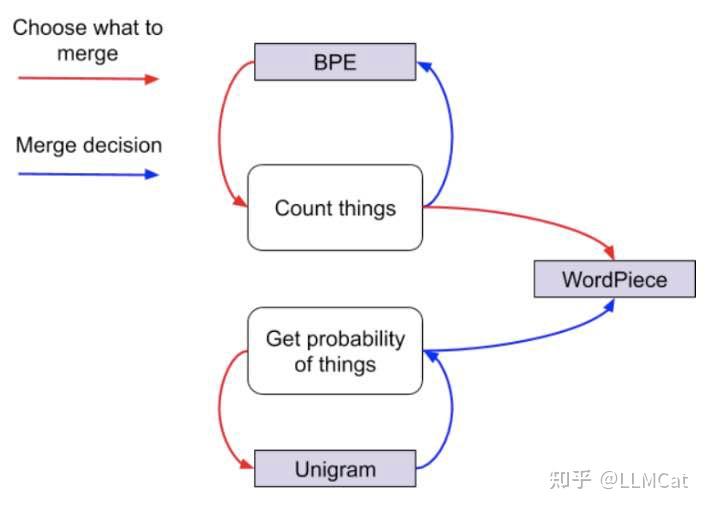 Choose what to
merge
Merge decision
BPE
Count things
WordPiece
Get probability
of things
Unigram
知乎 @LLMCat